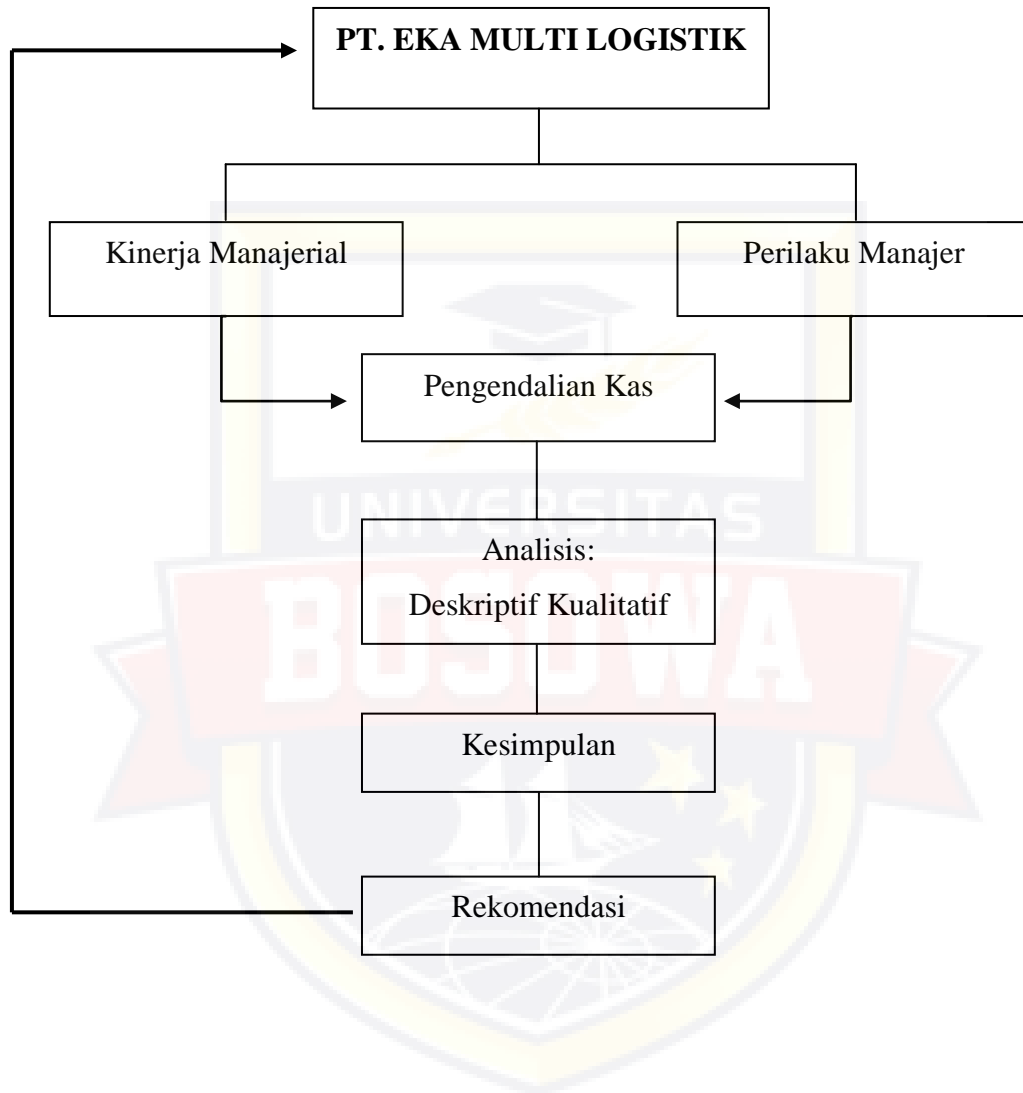 PT. EKA MULTI LOGISTIK
Kinerja Manajerial
Perilaku Manajer
Pengendalian Kas
UNIVERSITAS
Analisis:
Deskriptif Kualitatif
BOSOWA
Kesimpulan
Rekomendasi